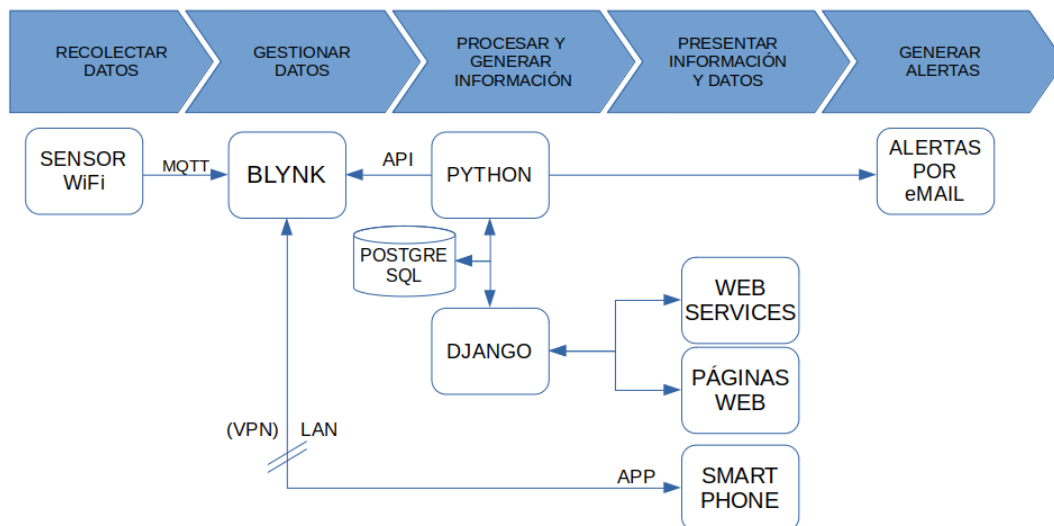 RECOLECTAR
DATOS
GESTIONAR
DATOS
PROCESAR Y
GENERAR
INFORMACIÓN
PRESENTAR
INFORMACIÓN
Y DATOS
GENERAR
ALERTAS
SENSOR
WiFi
MQTT
BLYNK
API
PYTHON
ALERTAS
POR
eMAIL
POSTGRE
SQL
DJANGO
WEB
SERVICES
PÁGINAS
WEB
(VPN)
LAN
APP
SMART
PHONE